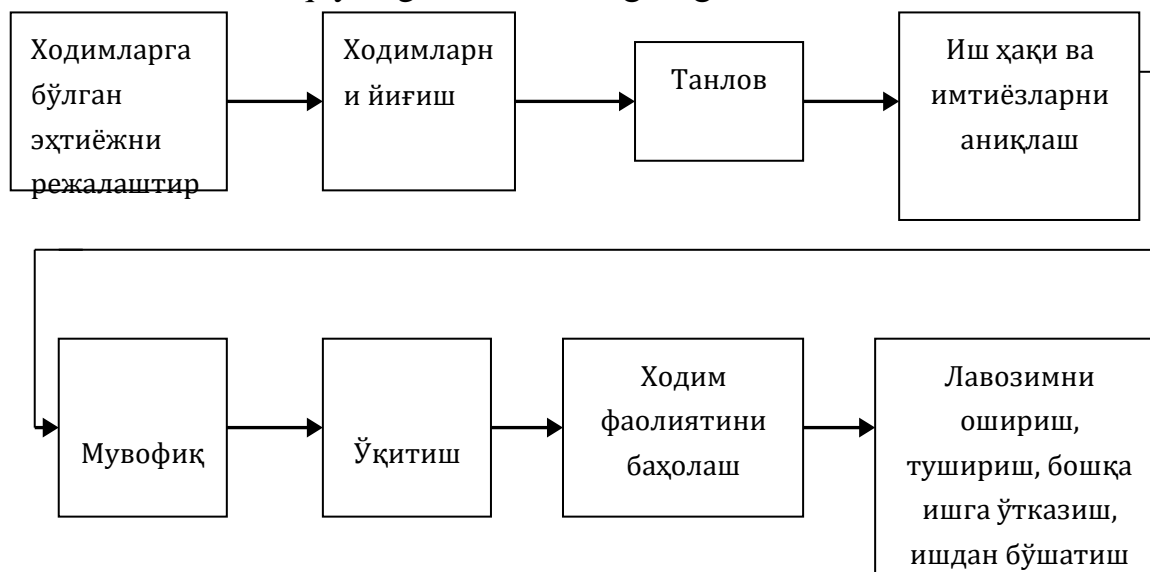 Ходимларга
бўлган
эҳтиёжни
режалаштир
Ходимларн
и йиғиш
Танлов
Иш ҳақи ва
имтиёзларни
аниқлаш
Мувофиқ
Ўқитиш
Ходим
фаолиятини
баҳолаш
Лавозимни
ошириш,
тушириш, бошқа
ишга ўтказиш,
ишдан бўшатиш